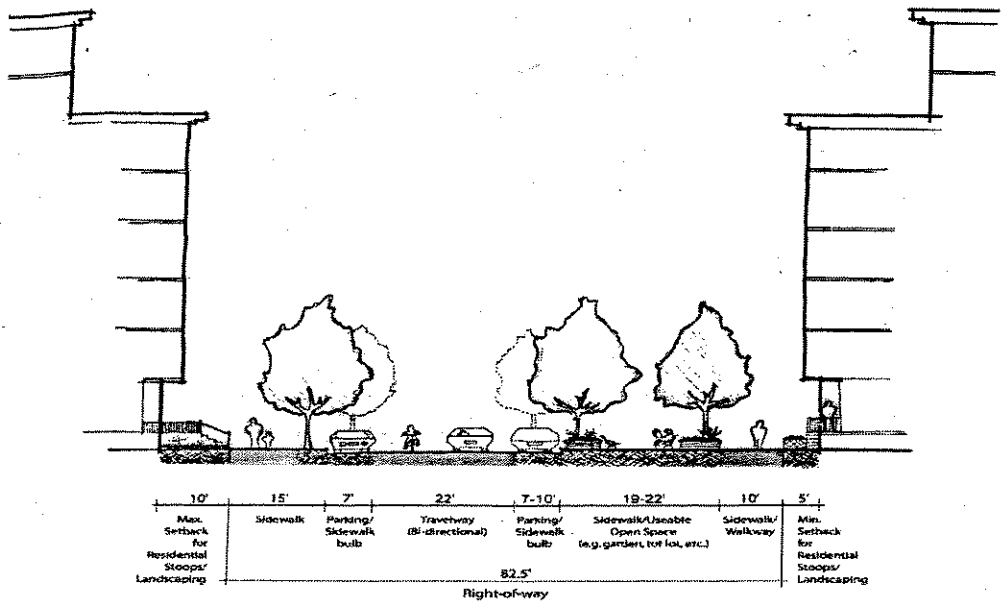 10' 15' 7' 22' 7-10' 19-22' 10' 5'
Max. Setback for Residential Stoops/ Landscaping
Sidewalk
Parking/ Sidewalk bulb
Travelway (Bi-directional)
Parking/ Sidewalk bulb
Sidewalk/Useable Open Space (e.g. garden, tot lot, etc.)
Sidewalk/ Walkway
Min. Setback for Residential Stoops/ Landscaping
82.5'
Right-of-way